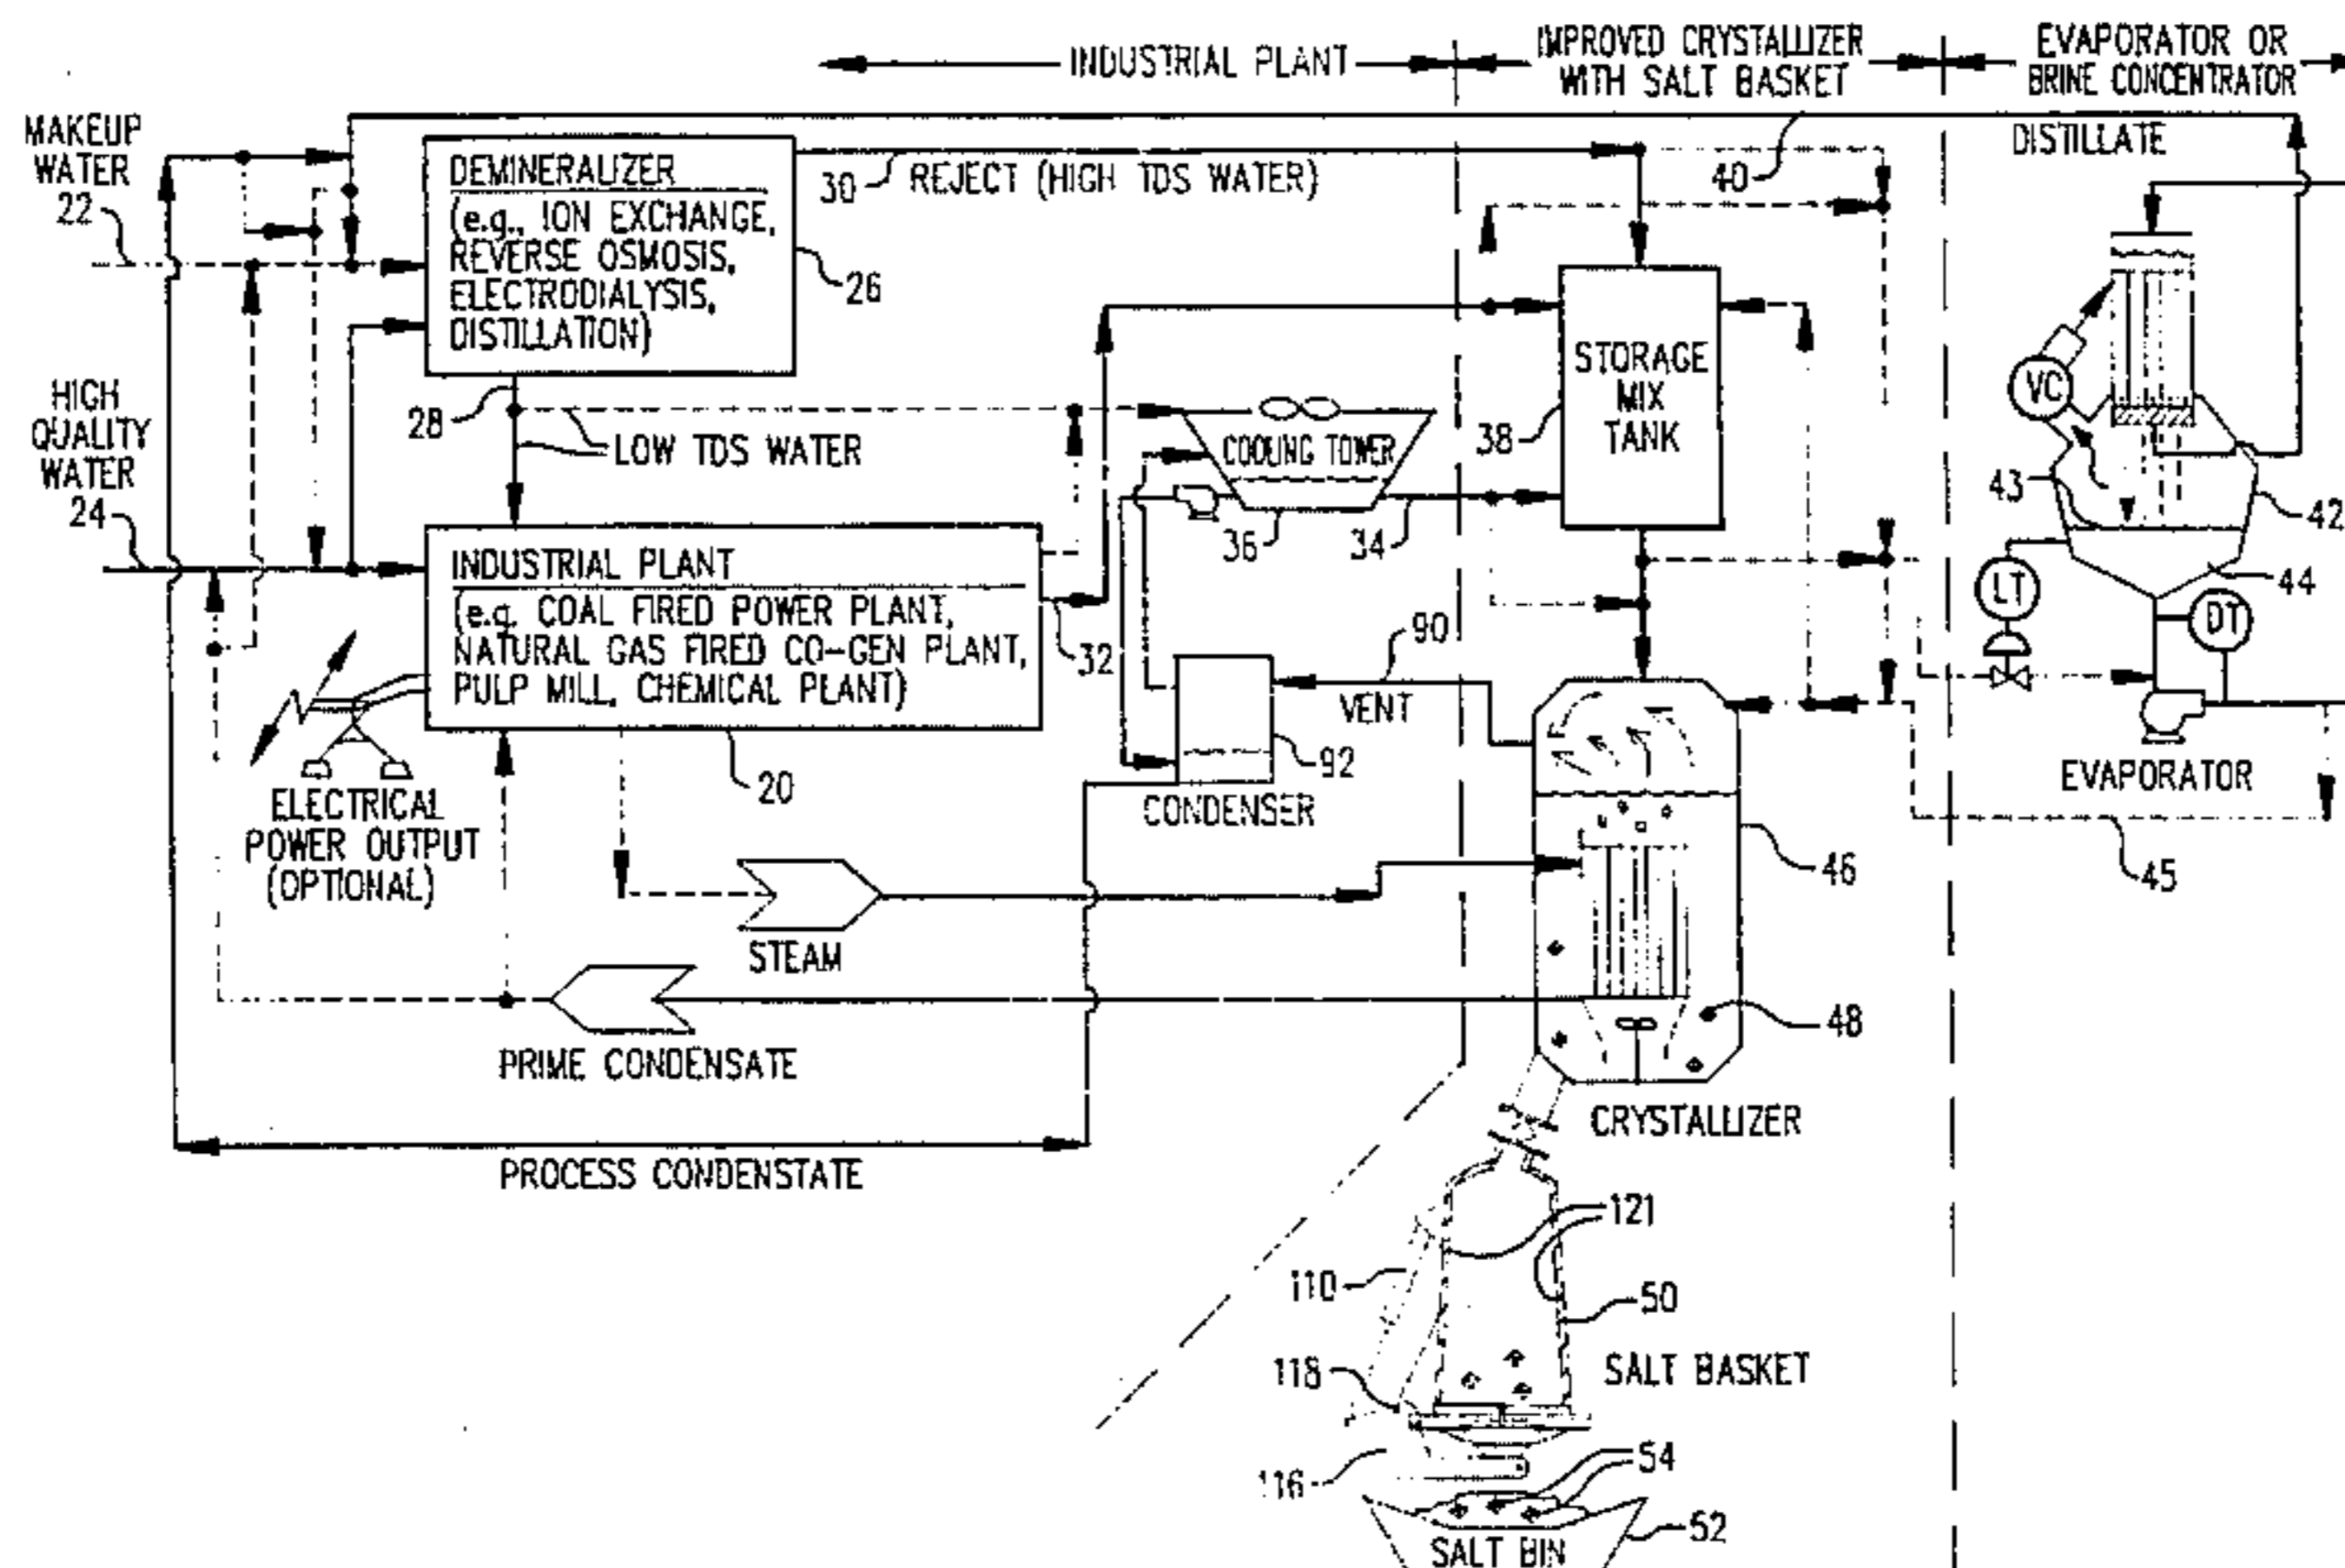 INDUSTRIAL PLANT
IMPROVED CRYSTALLIZER
WITH SALT BASKET
EVAPORATOR OR
BRINE CONCENTRATOR
MAKEUP
WATER
22
DEMINERALIZER
(e.g., ION EXCHANGE,
REVERSE OSMOSIS,
ELECTRODIALYSIS,
DISTILLATION)
26
30
REJECT (HIGH TDS WATER)
40
DISTILLATE
HIGH
QUALITY
WATER
24
28
LOW TDS WATER
COOLING TOWER
36
34
38
STORAGE
MIX
TANK
VC
43
42
44
LT
DT
EVAPORATOR
45
INDUSTRIAL PLANT
(e.g. COAL FIRED POWER PLANT,
NATURAL GAS FIRED CO-GEN PLANT,
PULP MILL, CHEMICAL PLANT)
32
20
90
VENT
92
CONDENSER
ELECTRICAL
POWER OUTPUT
(OPTIONAL)
STEAM
46
48
PRIME CONDENSATE
CRYSTALLIZER
PROCESS CONDENSTATE
121
110
50
118
SALT BASKET
116
54
52
SALT BIN